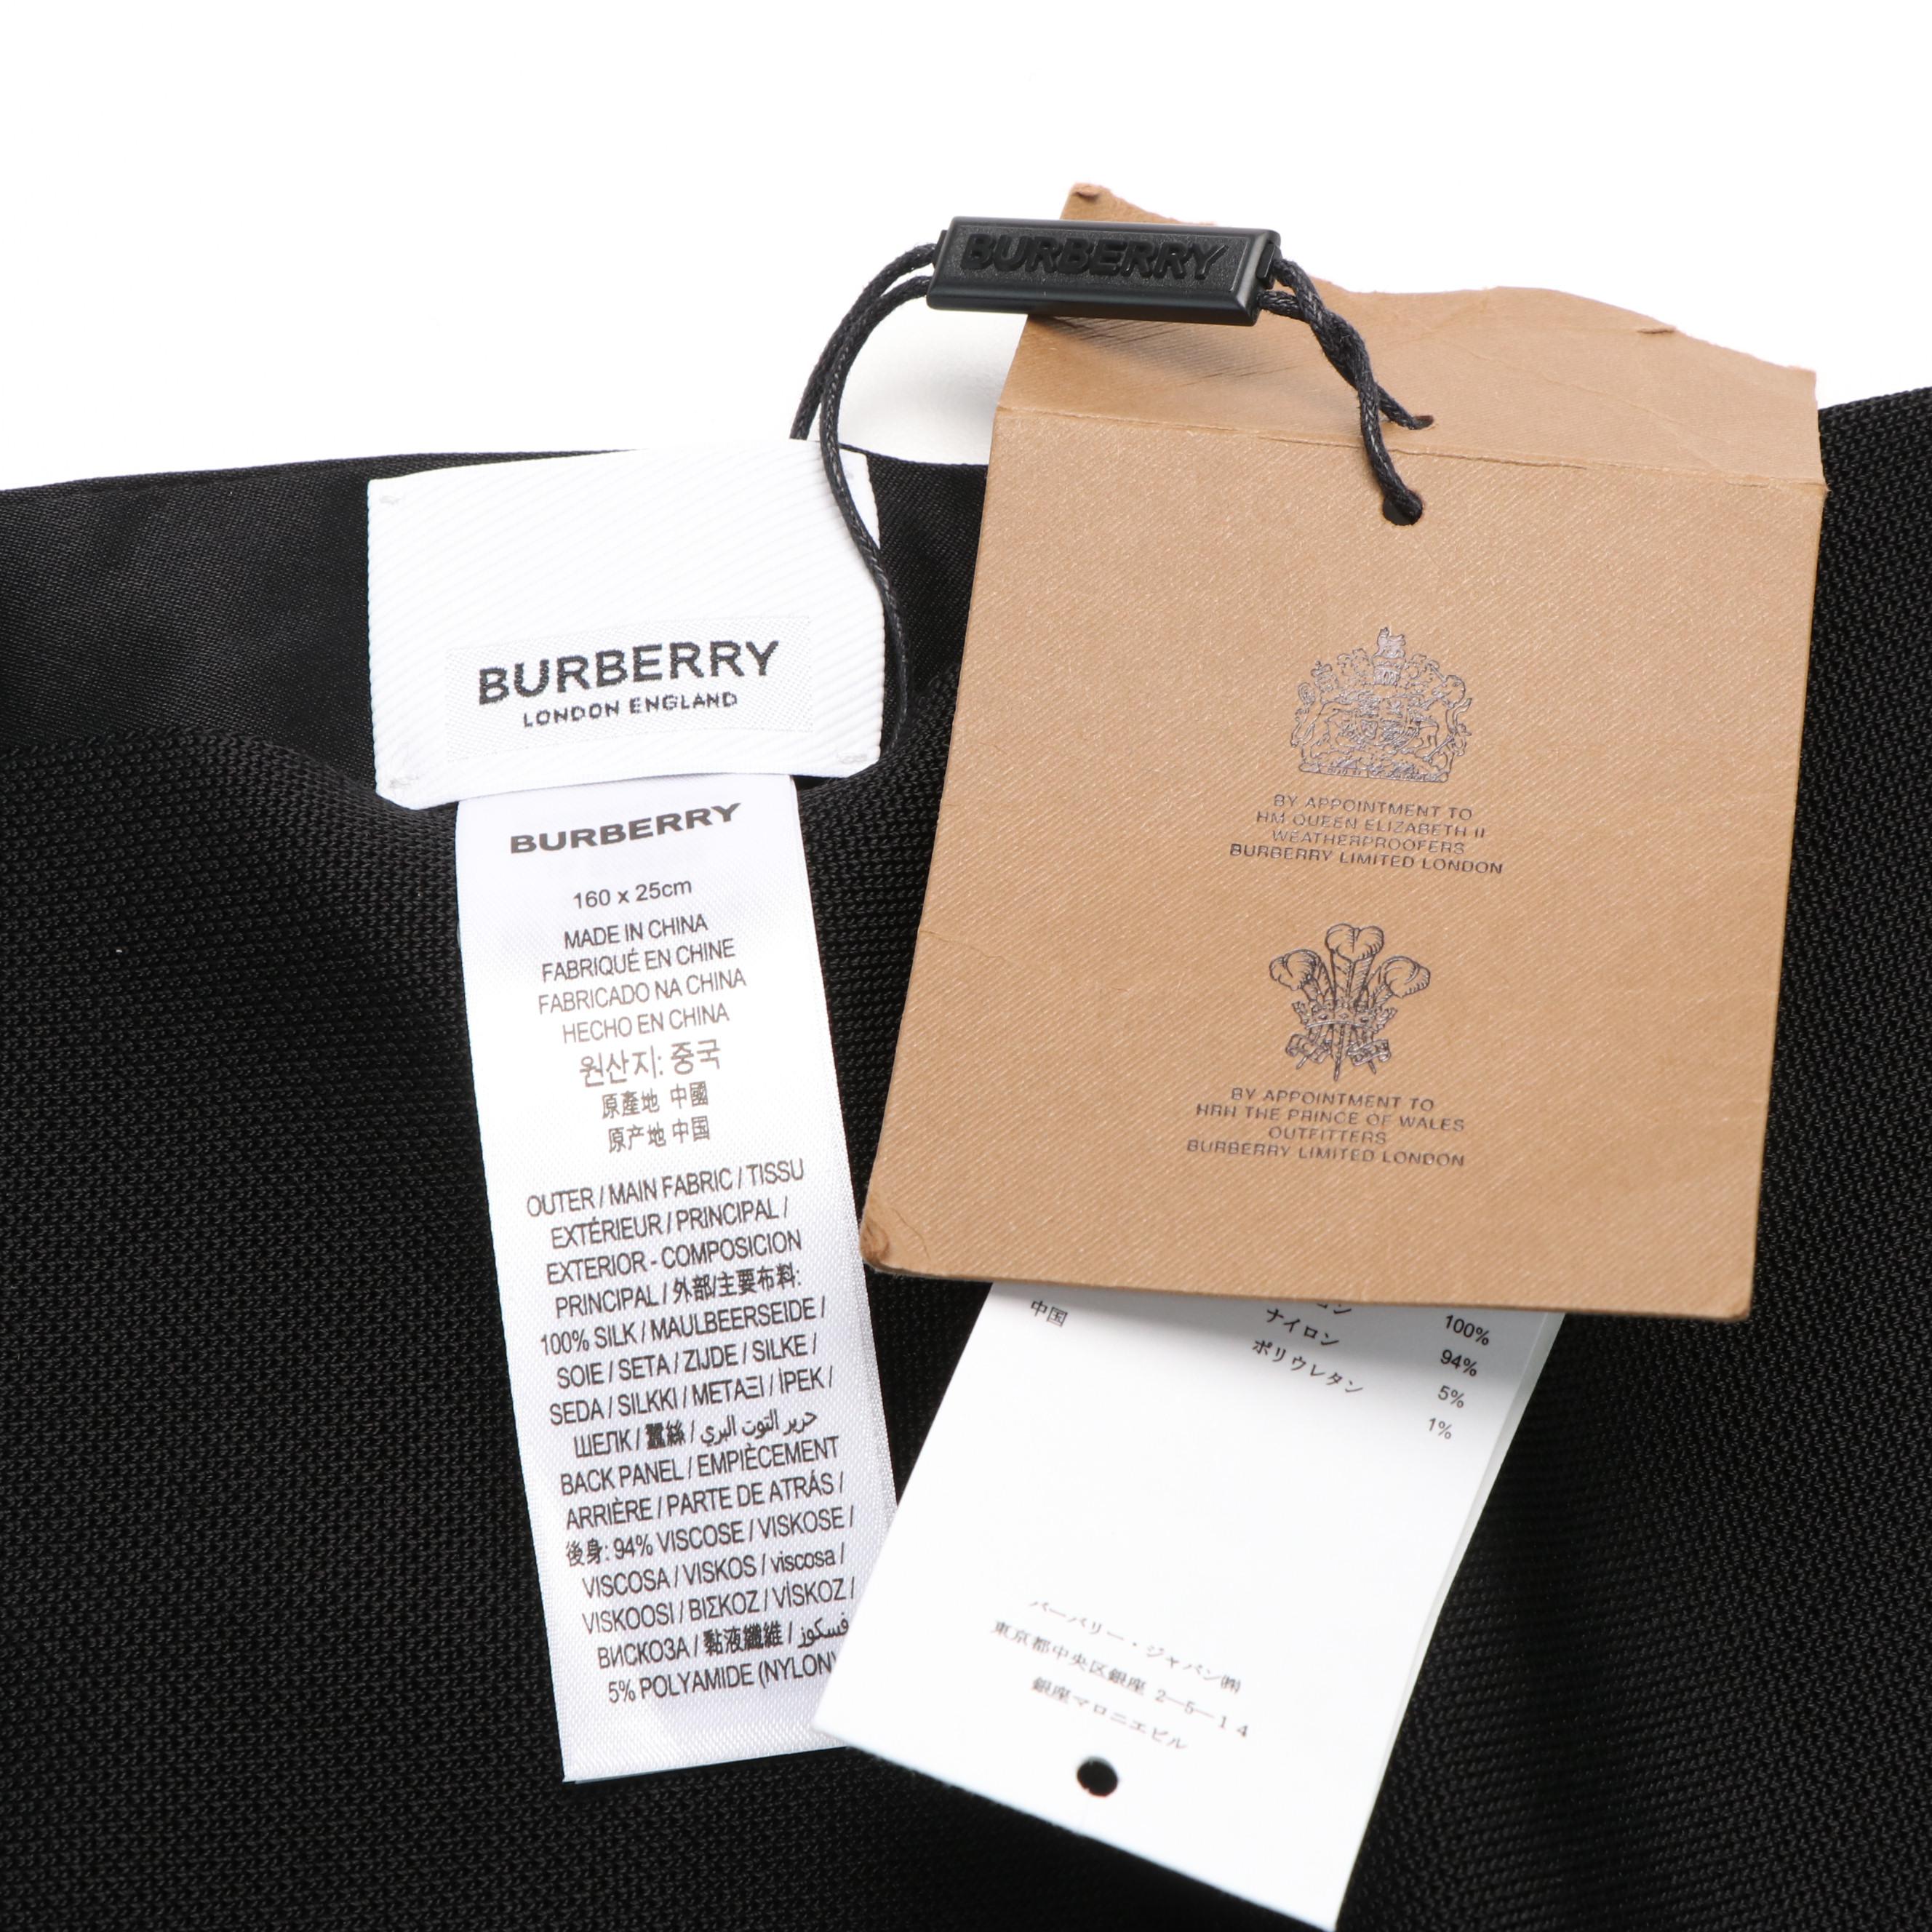 BURBERRY
BURBERRY
LONDON ENGLAND
BURBERRY
160 x 25cm
MADE IN CHINA
FABRIQUÉ EN CHINE
FABRICADO NA CHINA
HECHO EN CHINA
원산지: 중국
原產地 中國
原产地 中国
OUTER / MAIN FABRIC / TISSU
EXTÉRIEUR / PRINCIPAL /
EXTERIOR - COMPOSICION
PRINCIPAL / 外部/主要布料:
100% SILK / MAULBEERSEIDE /
SOIE / SETA / ZIJDE / SILKE /
SEDA / SILKKI / ΜΕΤΑΞΙ / İPEK /
ШЕЛК / 蠶絲 / حرير التوت البري /
BACK PANEL / EMPIÈCEMENT
ARRIÈRE / PARTE DE ATRÁS /
後身: 94% VISCOSE / VISKOSE /
VISCOSA / VISKOS / viscosa /
VISKOOSI / ΒΙΣΚΟΖ / VİSKOZ /
ВИСКОЗА / 黏液纖維 / فسكوز
5% POLYAMIDE (NYLON)
BY APPOINTMENT TO
HM QUEEN ELIZABETH II
WEATHERPROOFERS
BURBERRY LIMITED LONDON
BY APPOINTMENT TO
HRH THE PRINCE OF WALES
OUTFITTERS
BURBERRY LIMITED LONDON
中国
100%
ナイロン 94%
ポリウレタン 5%
1%
バーバリー・ジャパン㈱
東京都中央区銀座 2−5−14
銀座マロニエビル